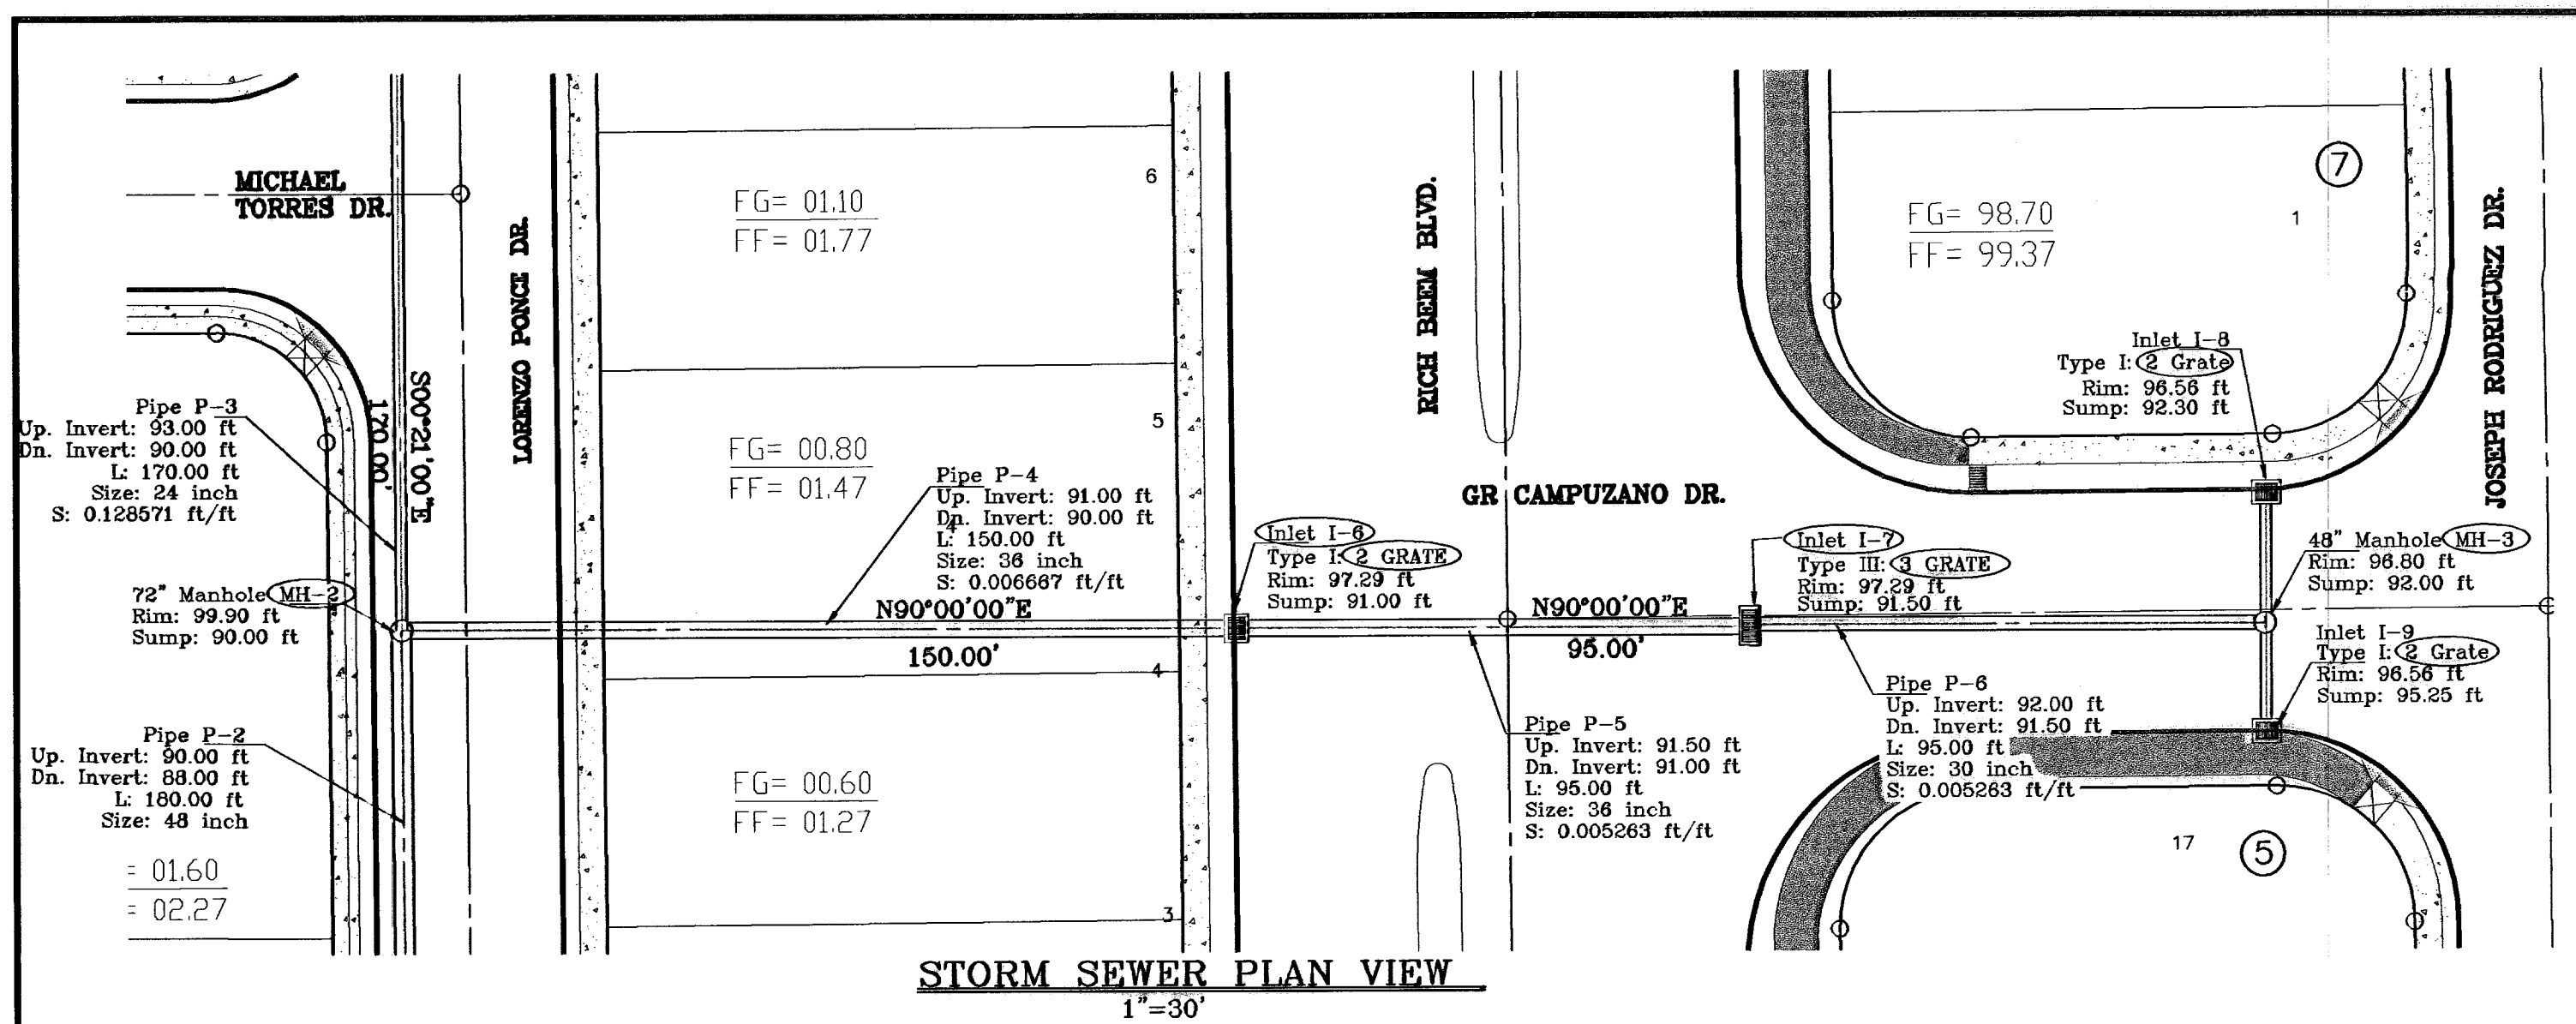 MICHAEL
TORRES DR.
LORENZO PONCE DR.
S00°21'00"E
170.00'
Pipe P-3
Up. Invert: 93.00 ft
Dn. Invert: 90.00 ft
L: 170.00 ft
Size: 24 inch
S: 0.128571 ft/ft
72" Manhole MH-2
Rim: 99.90 ft
Sump: 90.00 ft
Pipe P-2
Up. Invert: 90.00 ft
Dn. Invert: 88.00 ft
L: 180.00 ft
Size: 48 inch
= 01.60
= 02.27
FG= 01.10
FF= 01.77
6
FG= 00.80
FF= 01.47
5
Pipe P-4
Up. Invert: 91.00 ft
Dn. Invert: 90.00 ft
4
L: 150.00 ft
Size: 36 inch
S: 0.006667 ft/ft
N90°00'00"E
150.00'
4
FG= 00.60
FF= 01.27
3
RICH BEEM BLVD.
GR CAMPUZANO DR.
Inlet I-6
Type I: 2 GRATE
Rim: 97.29 ft
Sump: 91.00 ft
N90°00'00"E
95.00'
Pipe P-5
Up. Invert: 91.50 ft
Dn. Invert: 91.00 ft
L: 95.00 ft
Size: 36 inch
S: 0.005263 ft/ft
Inlet I-7
Type III: 3 GRATE
Rim: 97.29 ft
Sump: 91.50 ft
Pipe P-6
Up. Invert: 92.00 ft
Dn. Invert: 91.50 ft
L: 95.00 ft
Size: 30 inch
S: 0.005263 ft/ft
FG= 98.70
FF= 99.37
7
1
JOSEPH RODRIGUEZ DR.
Inlet I-8
Type I: 2 Grate
Rim: 96.56 ft
Sump: 92.30 ft
48" Manhole MH-3
Rim: 96.80 ft
Sump: 92.00 ft
Inlet I-9
Type I: 2 Grate
Rim: 96.56 ft
Sump: 95.25 ft
17
5
STORM SEWER PLAN VIEW
1"=30'